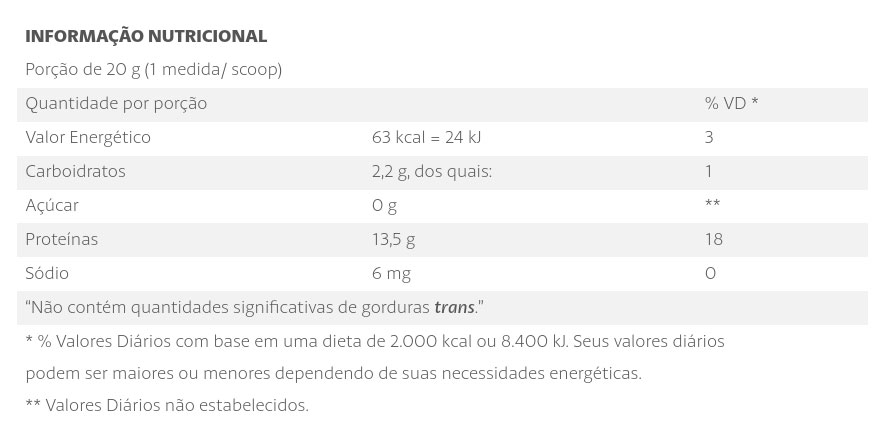 INFORMAÇÃO NUTRICIONAL
Porção de 20 g (1 medida/ scoop)
Quantidade por porção % VD *
Valor Energético 63 kcal = 24 kJ 3
Carboidratos 2,2 g, dos quais: 1
Açúcar 0 g **
Proteínas 13,5 g 18
Sódio 6 mg 0
“Não contém quantidades significativas de gorduras trans.”
* % Valores Diários com base em uma dieta de 2.000 kcal ou 8.400 kJ. Seus valores diários
podem ser maiores ou menores dependendo de suas necessidades energéticas.
** Valores Diários não estabelecidos.